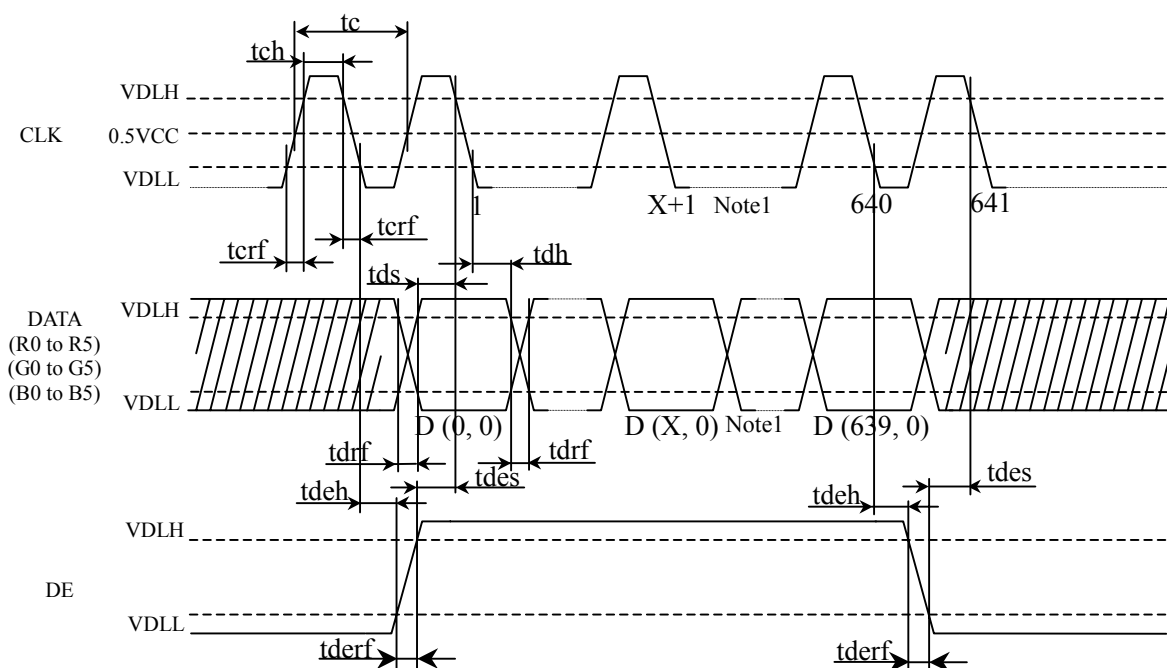 tc
tch
VDLH
CLK
0.5VCC
VDLL
1
X+1
Note1
640
641
tcrf
tcrf
tdh
tds
VDLH
DATA
(R0 to R5)
(G0 to G5)
(B0 to B5)
VDLL
D (0, 0)
D (X, 0)
Note1
D (639, 0)
tdrf
tdrf
tdes
tdes
tdeh
tdeh
VDLH
DE
VDLL
tderf
tderf